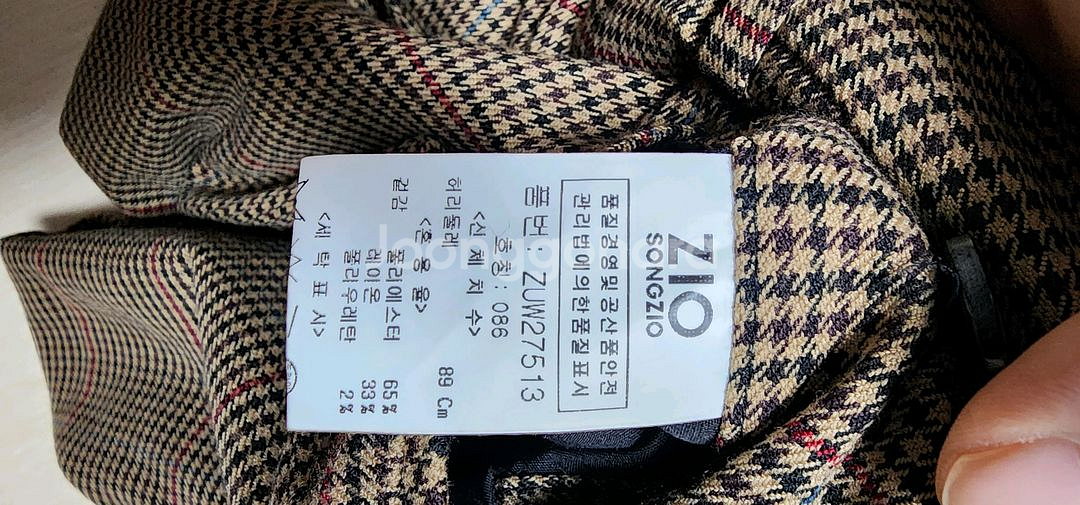 ZIO
SONGZIO
품질경영및공산품안전
관리법에의한품질표시
품번: ZUW27513
호칭: 086
<신 체 치 수>
허리둘레 89 Cm
<혼 용 율>
겉감 폴리에스터 65%
레이온 33%
폴리우레탄 2%
<세 탁 표 시>